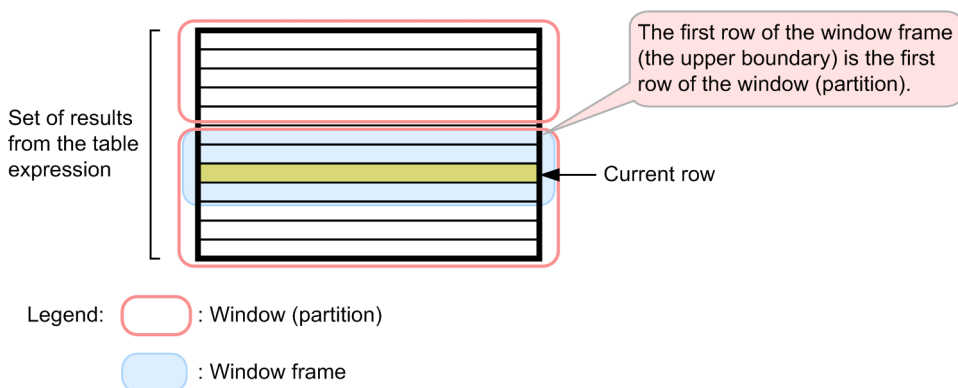 The first row of the window frame
(the upper boundary) is the first
row of the window (partition).
Set of results
from the table
expression
Current row
Legend:
: Window (partition)
: Window frame